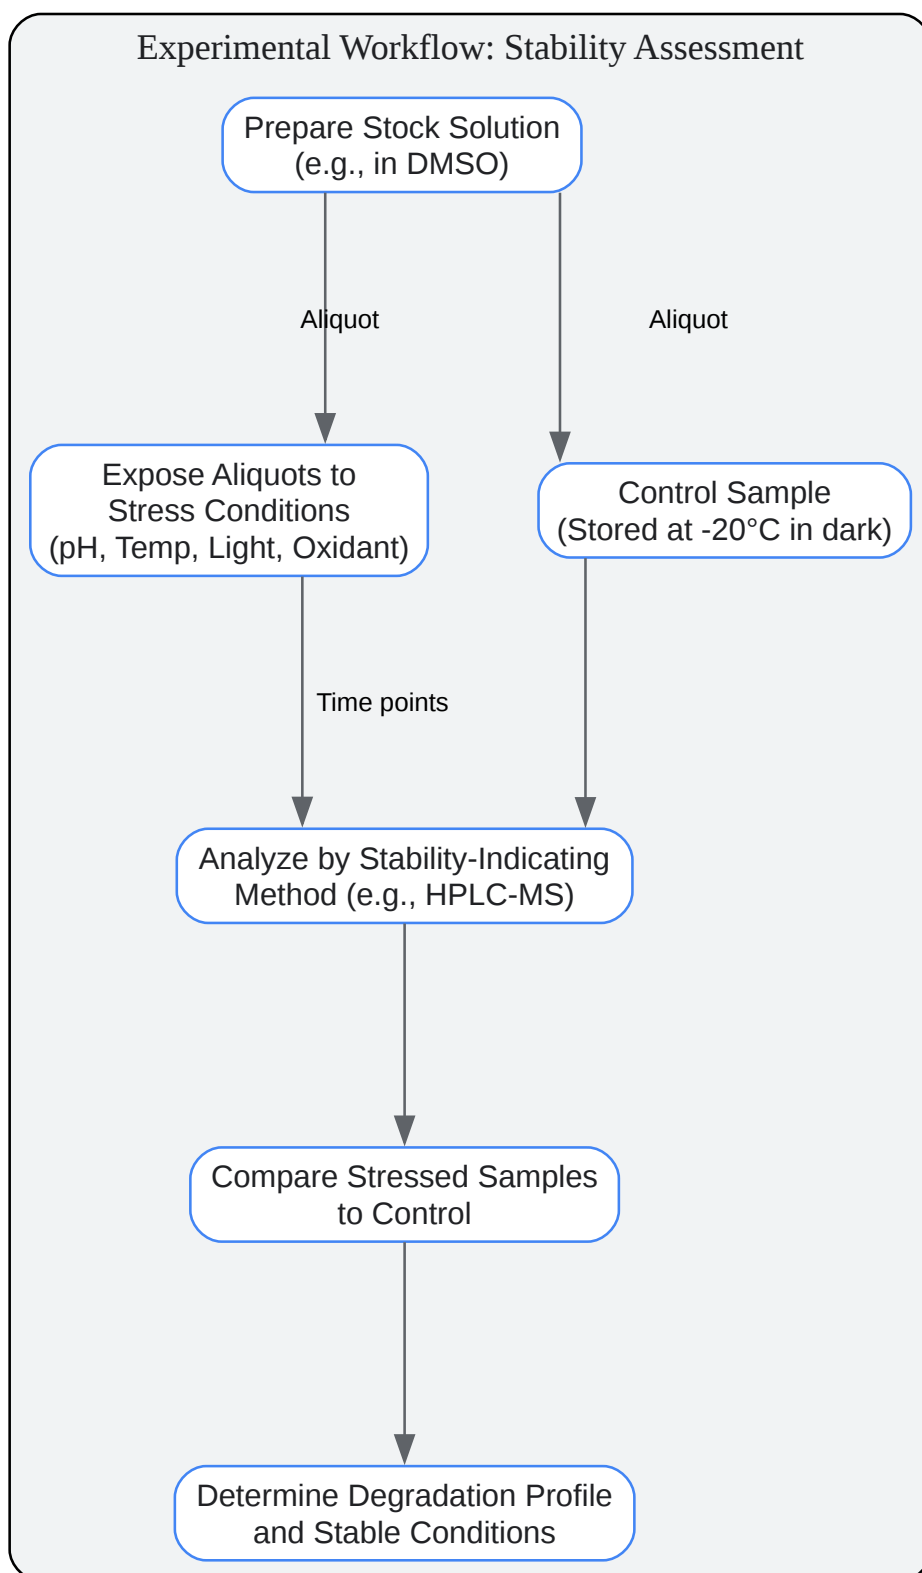 Experimental Workflow: Stability Assessment
Prepare Stock Solution
(e.g., in DMSO)
Aliquot
Aliquot
Expose Aliquots to
Stress Conditions
(pH, Temp, Light, Oxidant)
Control Sample
(Stored at -20°C in dark)
Time points
Analyze by Stability-Indicating
Method (e.g., HPLC-MS)
Compare Stressed Samples
to Control
Determine Degradation Profile
and Stable Conditions